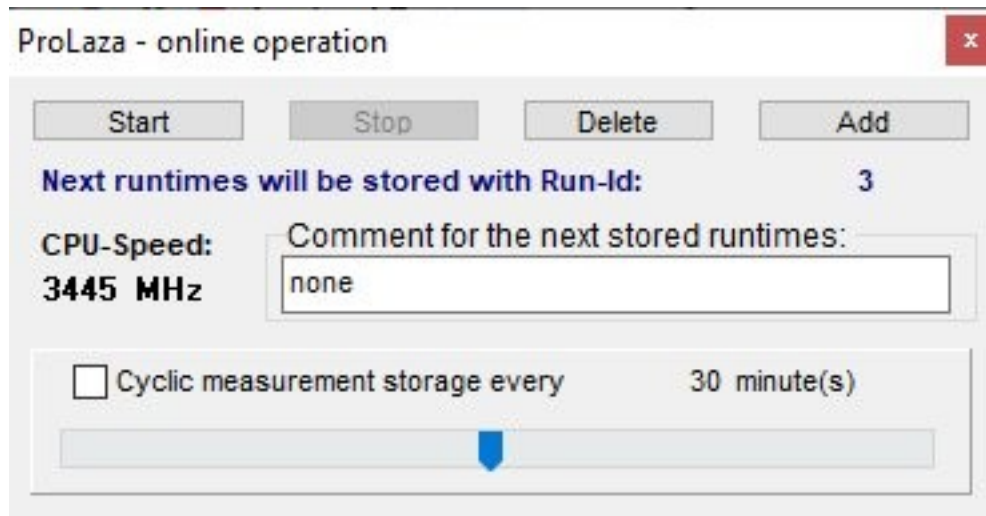 ProLaza - online operation x
Start Stop Delete Add
Next runtimes will be stored with Run-Id: 3
CPU-Speed:
3445 MHz
Comment for the next stored runtimes:
none
Cyclic measurement storage every 30 minute(s)